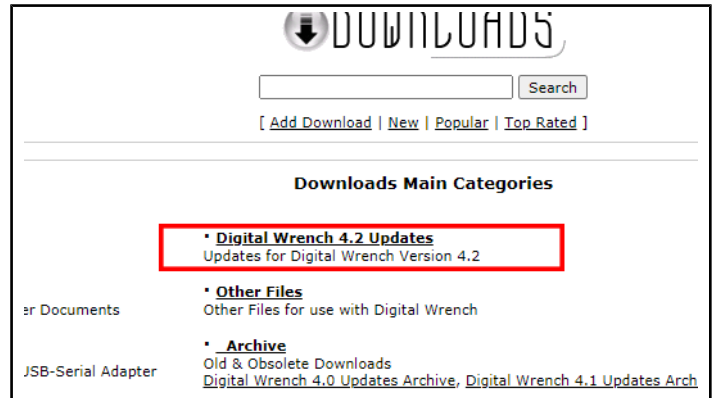 DOWNLOADS
Search
[ Add Download | New | Popular | Top Rated ]
Downloads Main Categories
· Digital Wrench 4.2 Updates
Updates for Digital Wrench Version 4.2
· Other Files
er Documents Other Files for use with Digital Wrench
· _Archive
Old & Obsolete Downloads
JSB-Serial Adapter
Digital Wrench 4.0 Updates Archive, Digital Wrench 4.1 Updates Arch